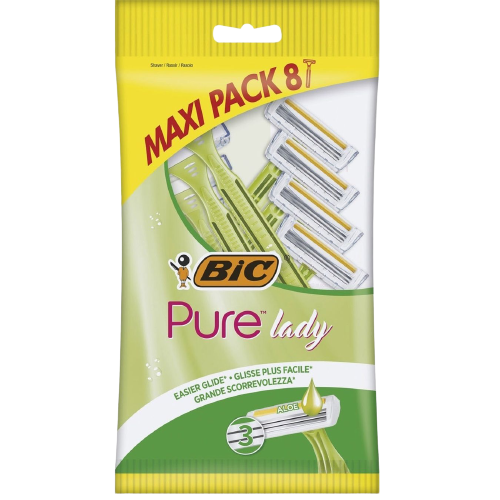 Shaver / Rasoir / Rasoio
MAXI PACK 8
BIC
Pure™ lady
EASIER GLIDE* • GLISSE PLUS FACILE*
GRANDE SCORREVOLEZZA*
ALOE
3